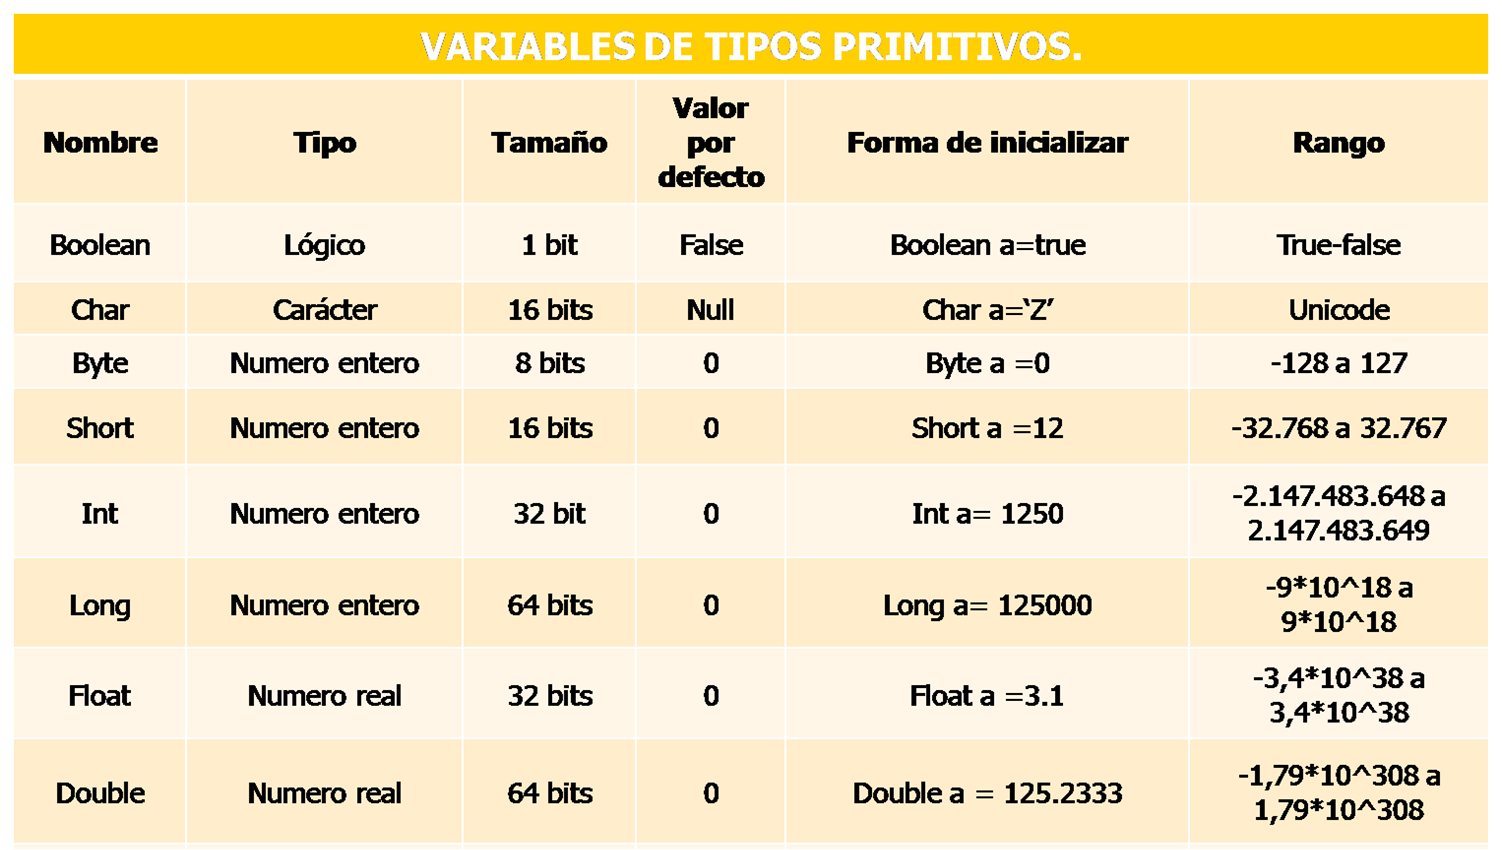 VARIABLES DE TIPOS PRIMITIVOS.
Nombre Tipo Tamaño Valor por defecto Forma de inicializar Rango
Boolean Lógico 1 bit False Boolean a=true True-false
Char Carácter 16 bits Null Char a=‘Z’ Unicode
Byte Numero entero 8 bits 0 Byte a =0 -128 a 127
Short Numero entero 16 bits 0 Short a =12 -32.768 a 32.767
Int Numero entero 32 bit 0 Int a= 1250 -2.147.483.648 a 2.147.483.649
Long Numero entero 64 bits 0 Long a= 125000 -9*10^18 a 9*10^18
Float Numero real 32 bits 0 Float a =3.1 -3,4*10^38 a 3,4*10^38
Double Numero real 64 bits 0 Double a = 125.2333 -1,79*10^308 a 1,79*10^308